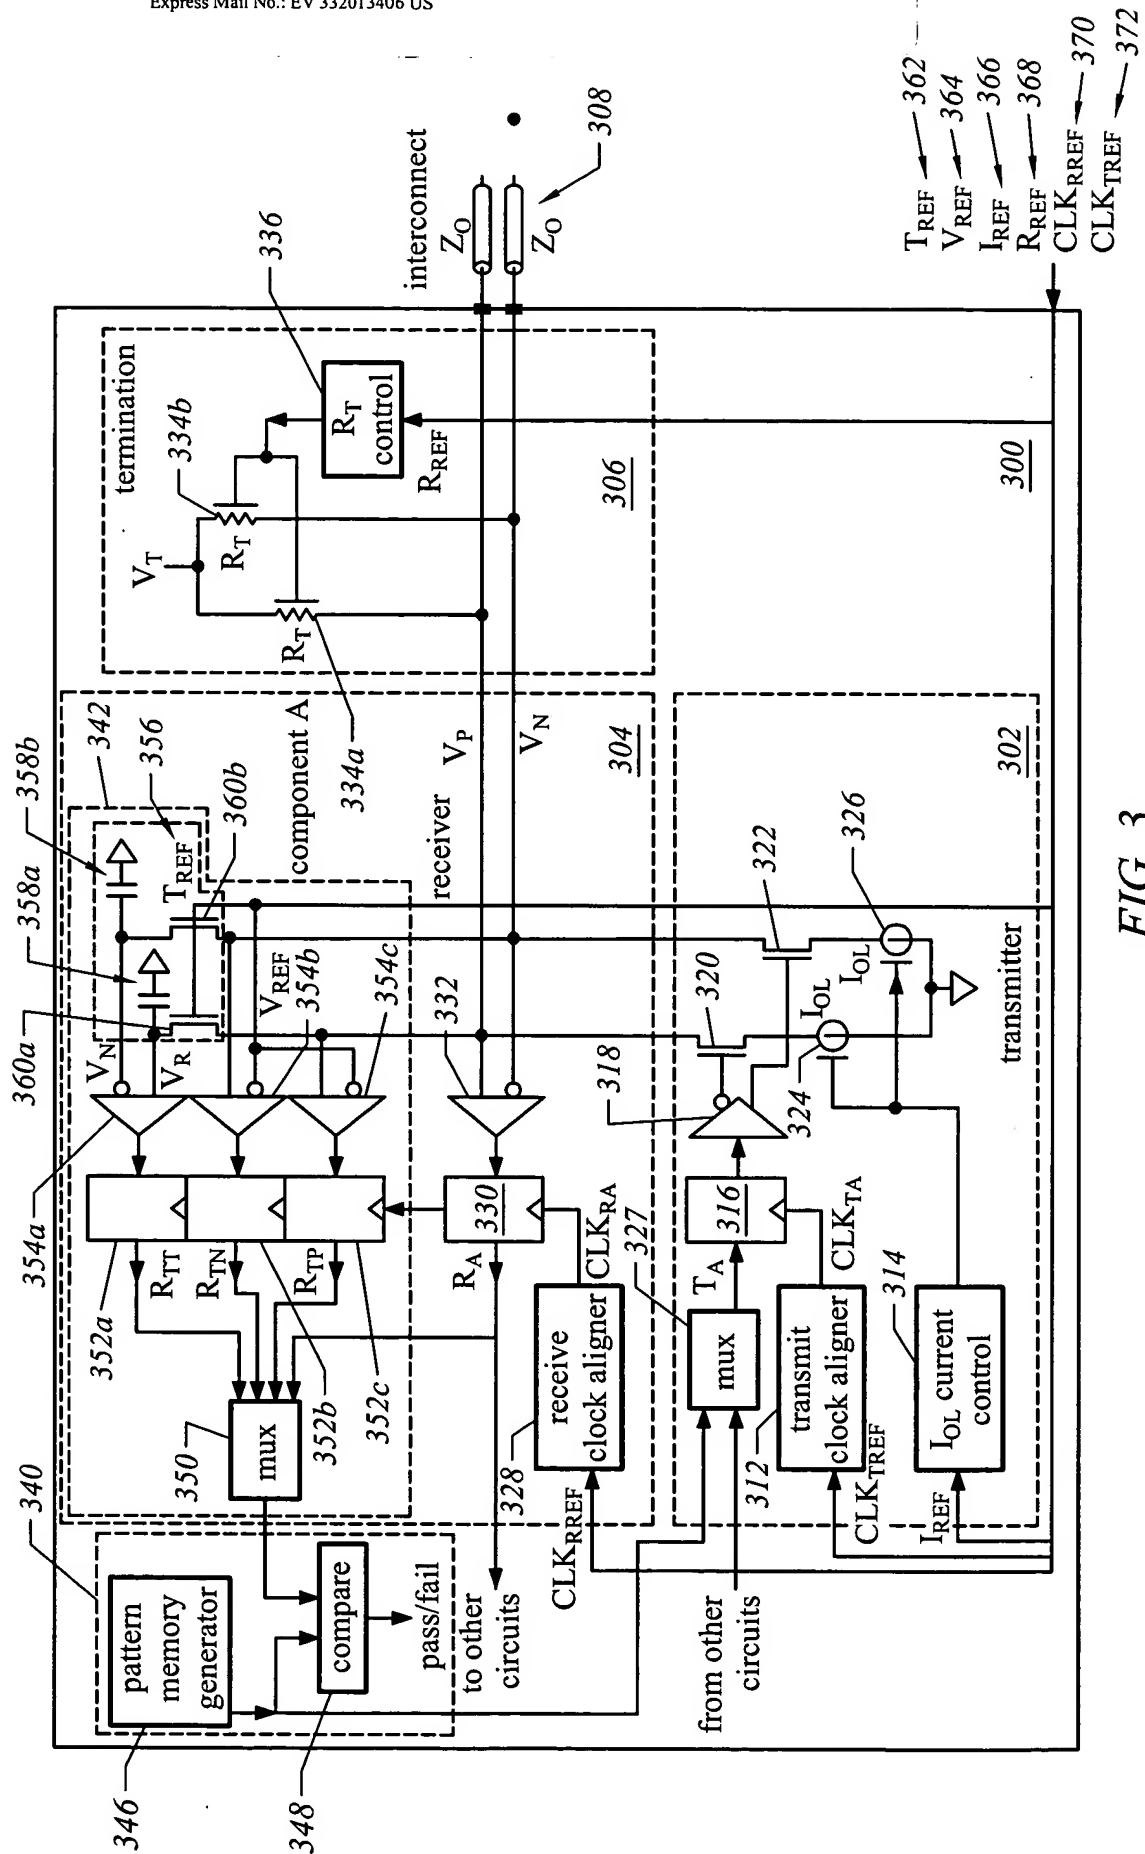 Express Mail No.: EV 332013406 US
340
346
pattern
memory
generator
348
compare
pass/fail
to other
circuits
from other
circuits
350
mux
354a
352a
352b
352c
R_TT
R_TN
R_TP
R_A
360a
358a
358b
342
356
T_REF
360b
V_N
V_R
V_REF
354b
354c
component A
332
330
328
receive
clock aligner
CLK_RREF
CLK_RA
receiver
304
V_P
V_N
termination
V_T
334b
R_T
R_T
334a
336
R_T
control
R_REF
306
interconnect
Z_O
Z_O
308
327
mux
T_A
316
318
320
322
324
326
I_OL
I_OL
312
transmit
clock aligner
CLK_TREF
CLK_TA
314
I_OL current
control
I_REF
transmitter
302
300
T_REF 362
V_REF 364
I_REF 366
R_REF 368
CLK_RREF 370
CLK_TREF 372
FIG. 3